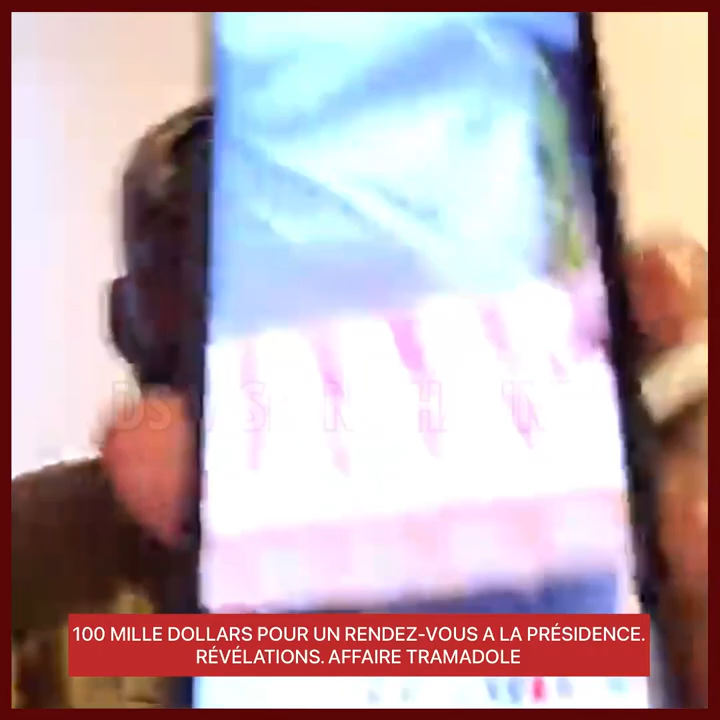 100 MILLE DOLLARS POUR UN RENDEZ-VOUS A LA PRÉSIDENCE.
RÉVÉLATIONS. AFFAIRE TRAMADOLE